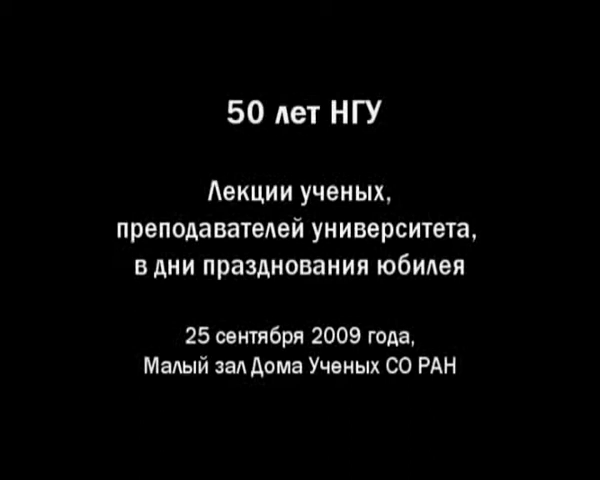 50 лет НГУ
Лекции ученых,
преподавателей университета,
в дни празднования юбилея
25 сентября 2009 года,
Малый зал Дома Ученых СО РАН